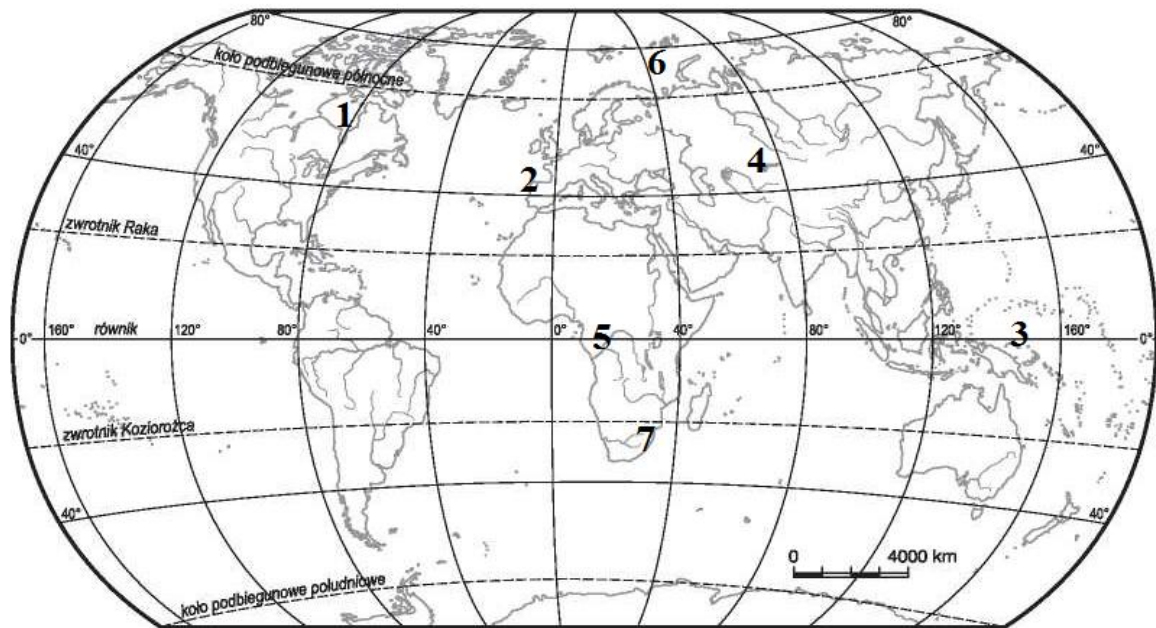 80° 80°
koło podbiegunowe północne
6
1
40° 2 4 40°
zwrotnik Raka
równik
0° 160° 120° 80° 40° 0° 5 40° 80° 120° 3 160° 0°
zwrotnik Koziorożca
7
40° 40°
0 4000 km
koło podbiegunowe południowe